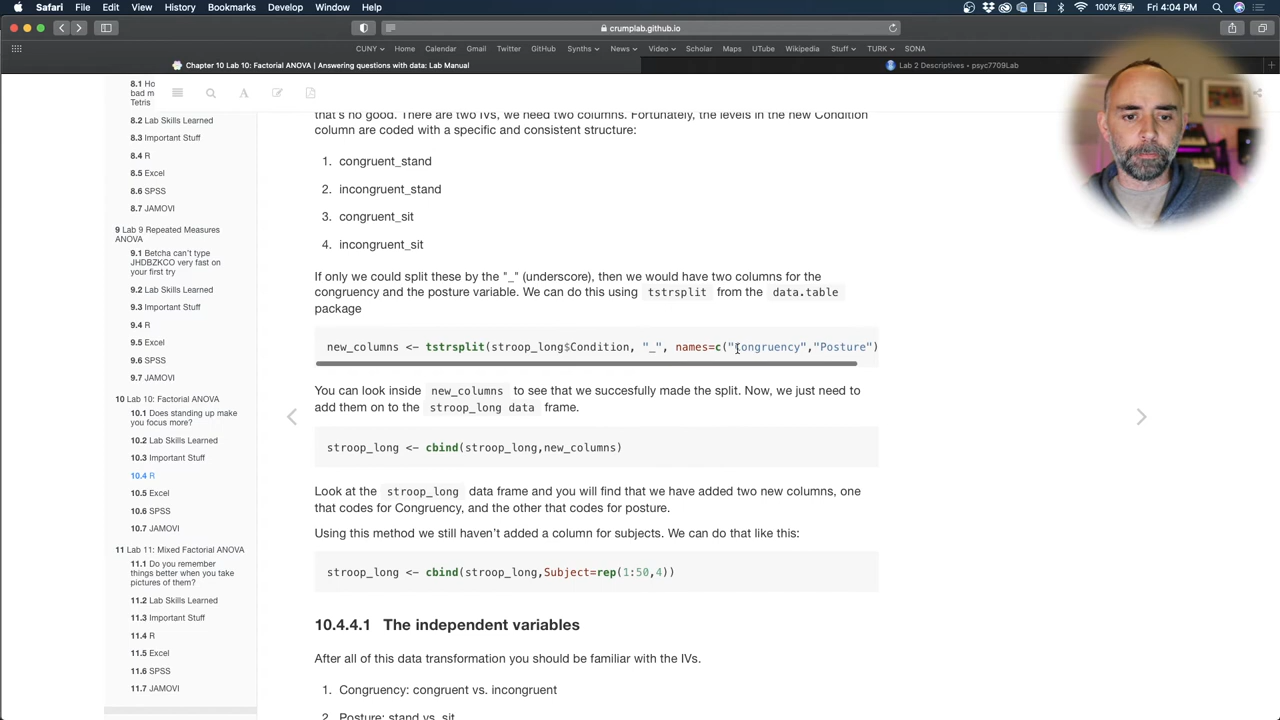 Safari File Edit View History Bookmarks Develop Window Help
100% Fri 4:04 PM
crumplab.github.io
CUNY Home Calendar Gmail Twitter GitHub Synths News Video Scholar Maps UTube Wikipedia Stuff TURK SONA
Chapter 10 Lab 10: Factorial ANOVA | Answering questions with data: Lab Manual
Lab 2 Descriptives • psyc7709Lab
8.1 Ho
bad m
Tetris
8.2 Lab Skills Learned
8.3 Important Stuff
8.4 R
8.5 Excel
8.6 SPSS
8.7 JAMOVI
9 Lab 9 Repeated Measures
ANOVA
9.1 Betcha can't type
JHDBZKCO very fast on
your first try
9.2 Lab Skills Learned
9.3 Important Stuff
9.4 R
9.5 Excel
9.6 SPSS
9.7 JAMOVI
10 Lab 10: Factorial ANOVA
10.1 Does standing up make
you focus more?
10.2 Lab Skills Learned
10.3 Important Stuff
10.4 R
10.5 Excel
10.6 SPSS
10.7 JAMOVI
11 Lab 11: Mixed Factorial ANOVA
11.1 Do you remember
things better when you take
pictures of them?
11.2 Lab Skills Learned
11.3 Important Stuff
11.4 R
11.5 Excel
11.6 SPSS
11.7 JAMOVI
that's no good. There are two IVs, we need two columns. Fortunately, the levels in the new Condition
column are coded with a specific and consistent structure:
1. congruent_stand
2. incongruent_stand
3. congruent_sit
4. incongruent_sit
If only we could split these by the "_" (underscore), then we would have two columns for the
congruency and the posture variable. We can do this using tstrsplit from the data.table
package
new_columns <- tstrsplit(stroop_long$Condition, "_", names=c("Congruency","Posture")
You can look inside new_columns to see that we succesfully made the split. Now, we just need to
add them on to the stroop_long data frame.
stroop_long <- cbind(stroop_long,new_columns)
Look at the stroop_long data frame and you will find that we have added two new columns, one
that codes for Congruency, and the other that codes for posture.
Using this method we still haven't added a column for subjects. We can do that like this:
stroop_long <- cbind(stroop_long,Subject=rep(1:50,4))
10.4.4.1 The independent variables
After all of this data transformation you should be familiar with the IVs.
1. Congruency: congruent vs. incongruent
2. Posture: stand vs. sit